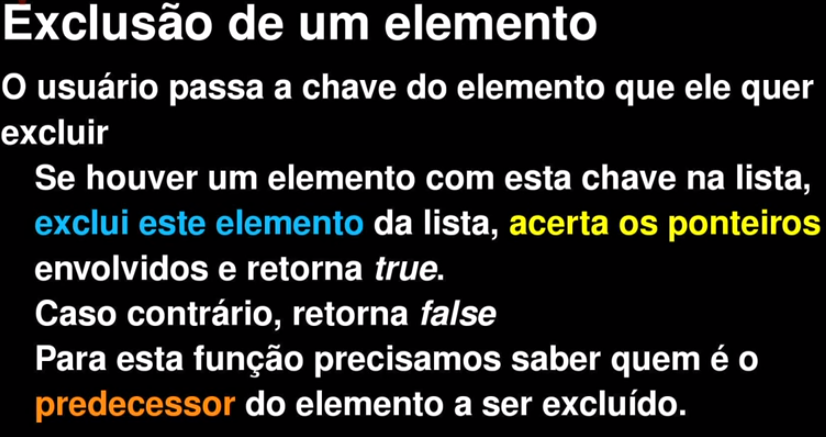 Exclusão de um elemento
O usuário passa a chave do elemento que ele quer
excluir
Se houver um elemento com esta chave na lista,
exclui este elemento da lista, acerta os ponteiros
envolvidos e retorna true.
Caso contrário, retorna false
Para esta função precisamos saber quem é o
predecessor do elemento a ser excluído.